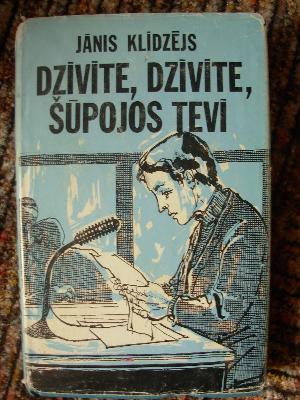 JĀNIS KLĪDZĒJS
DZĪVĪTE, DZĪVĪTE,
ŠŪPOJOS TEVĪ